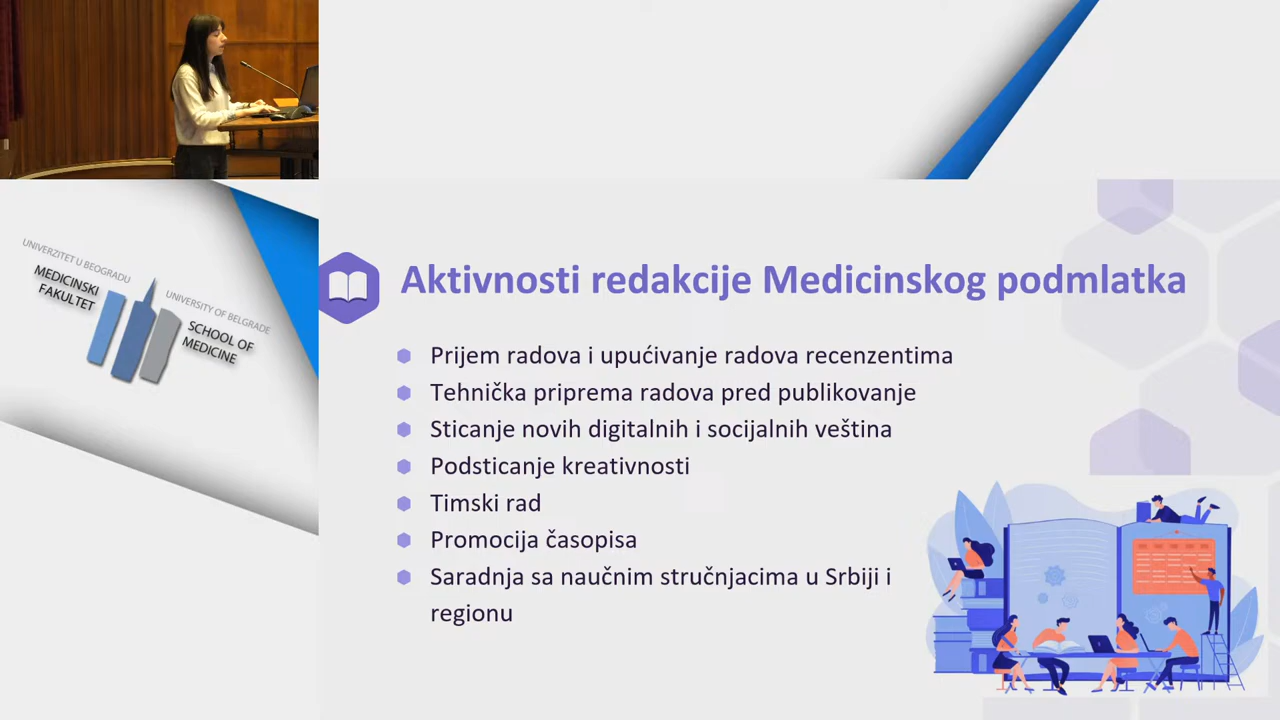 UNIVERZITET U BEOGRADU
MEDICINSKI
FAKULTET
UNIVERSITY OF BELGRADE
SCHOOL OF
MEDICINE
Aktivnosti redakcije Medicinskog podmlatka
Prijem radova i upućivanje radova recenzentima
Tehnička priprema radova pred publikovanje
Sticanje novih digitalnih i socijalnih veština
Podsticanje kreativnosti
Timski rad
Promocija časopisa
Saradnja sa naučnim stručnjacima u Srbiji i
regionu